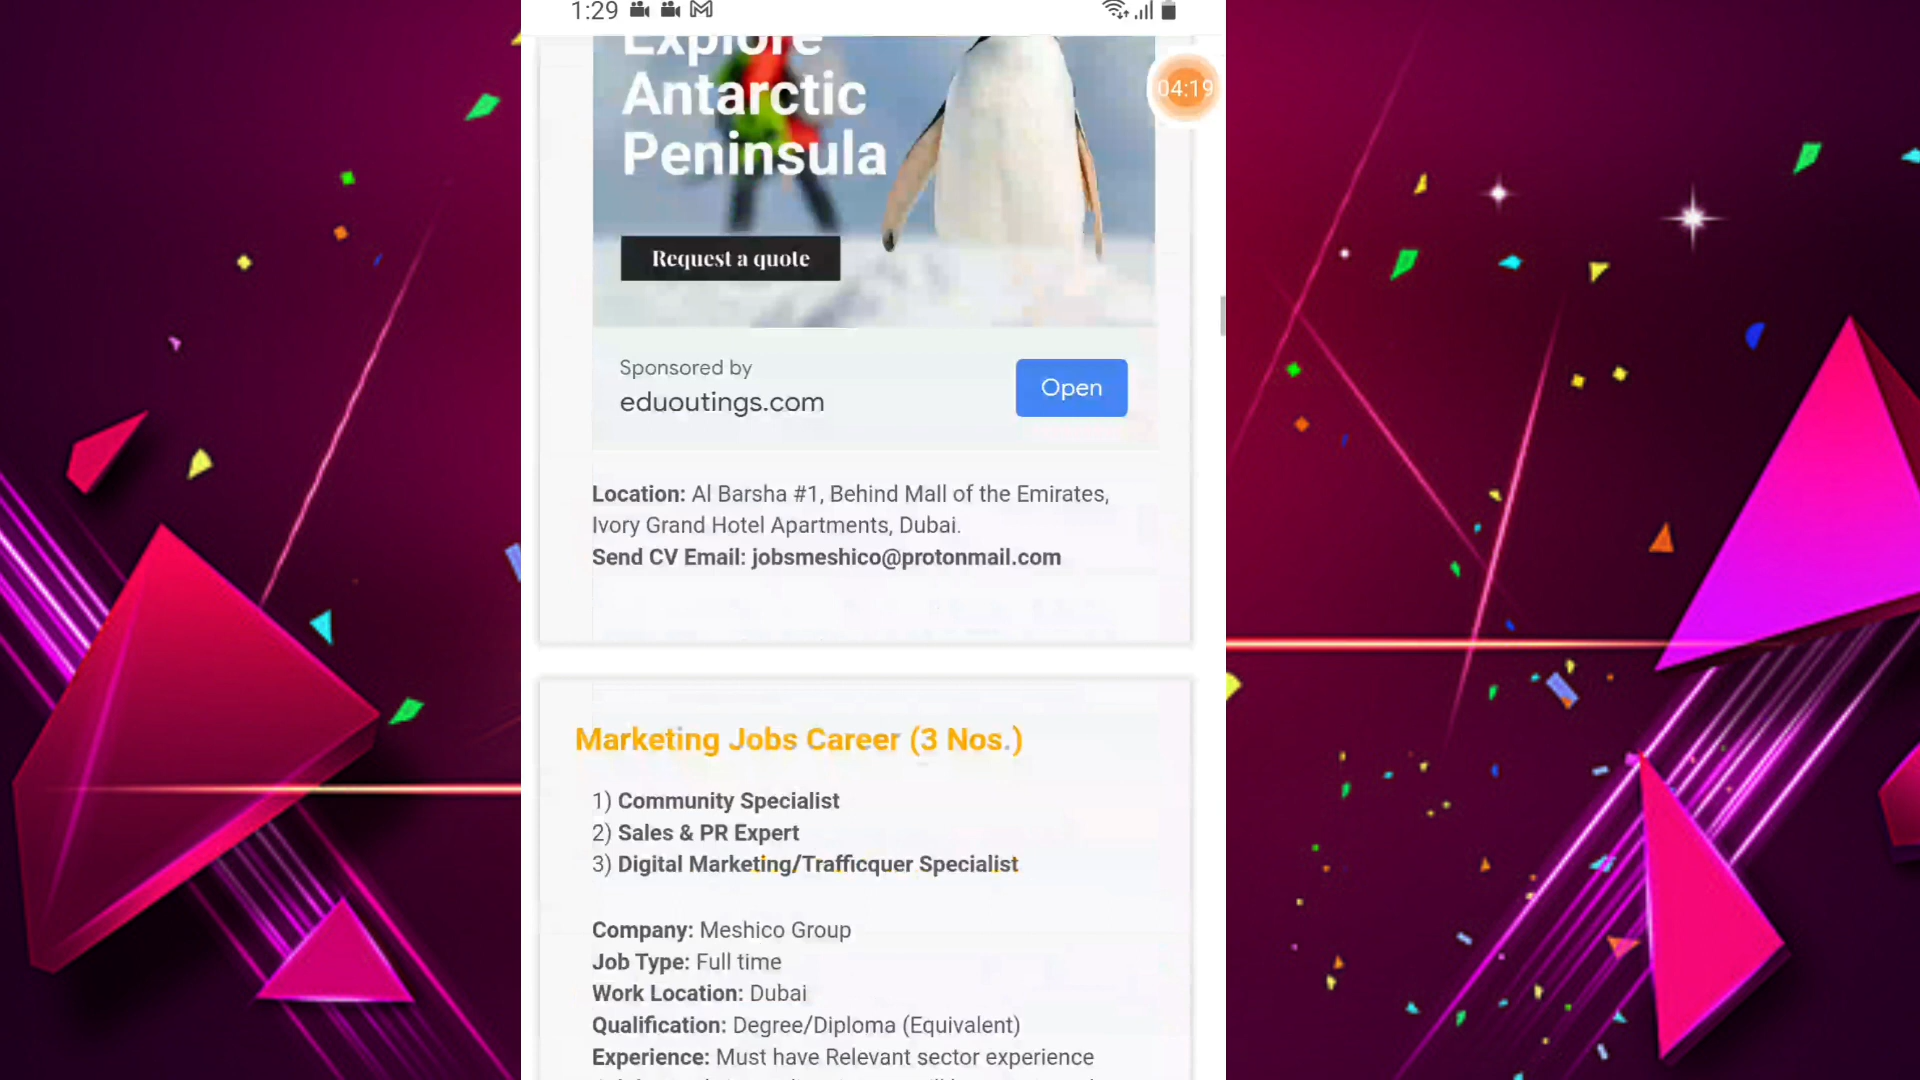 1:29
04:19
Explore
Antarctic
Peninsula
Request a quote
Sponsored by
eduoutings.com
Open
Location: Al Barsha #1, Behind Mall of the Emirates,
Ivory Grand Hotel Apartments, Dubai.
Send CV Email: jobsmeshico@protonmail.com
Marketing Jobs Career (3 Nos.)
1) Community Specialist
2) Sales & PR Expert
3) Digital Marketing/Trafficquer Specialist
Company: Meshico Group
Job Type: Full time
Work Location: Dubai
Qualification: Degree/Diploma (Equivalent)
Experience: Must have Relevant sector experience